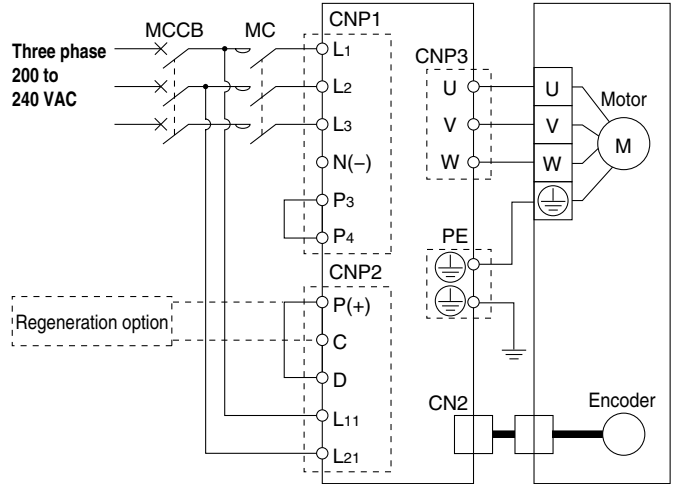 MCCB
MC
Three phase
200 to
240 VAC
CNP1
L1
L2
L3
N(−)
P3
P4
CNP2
P(+)
C
D
L11
L21
Regeneration option
CNP3
U
V
W
PE
CN2
U
V
W
Motor
M
Encoder